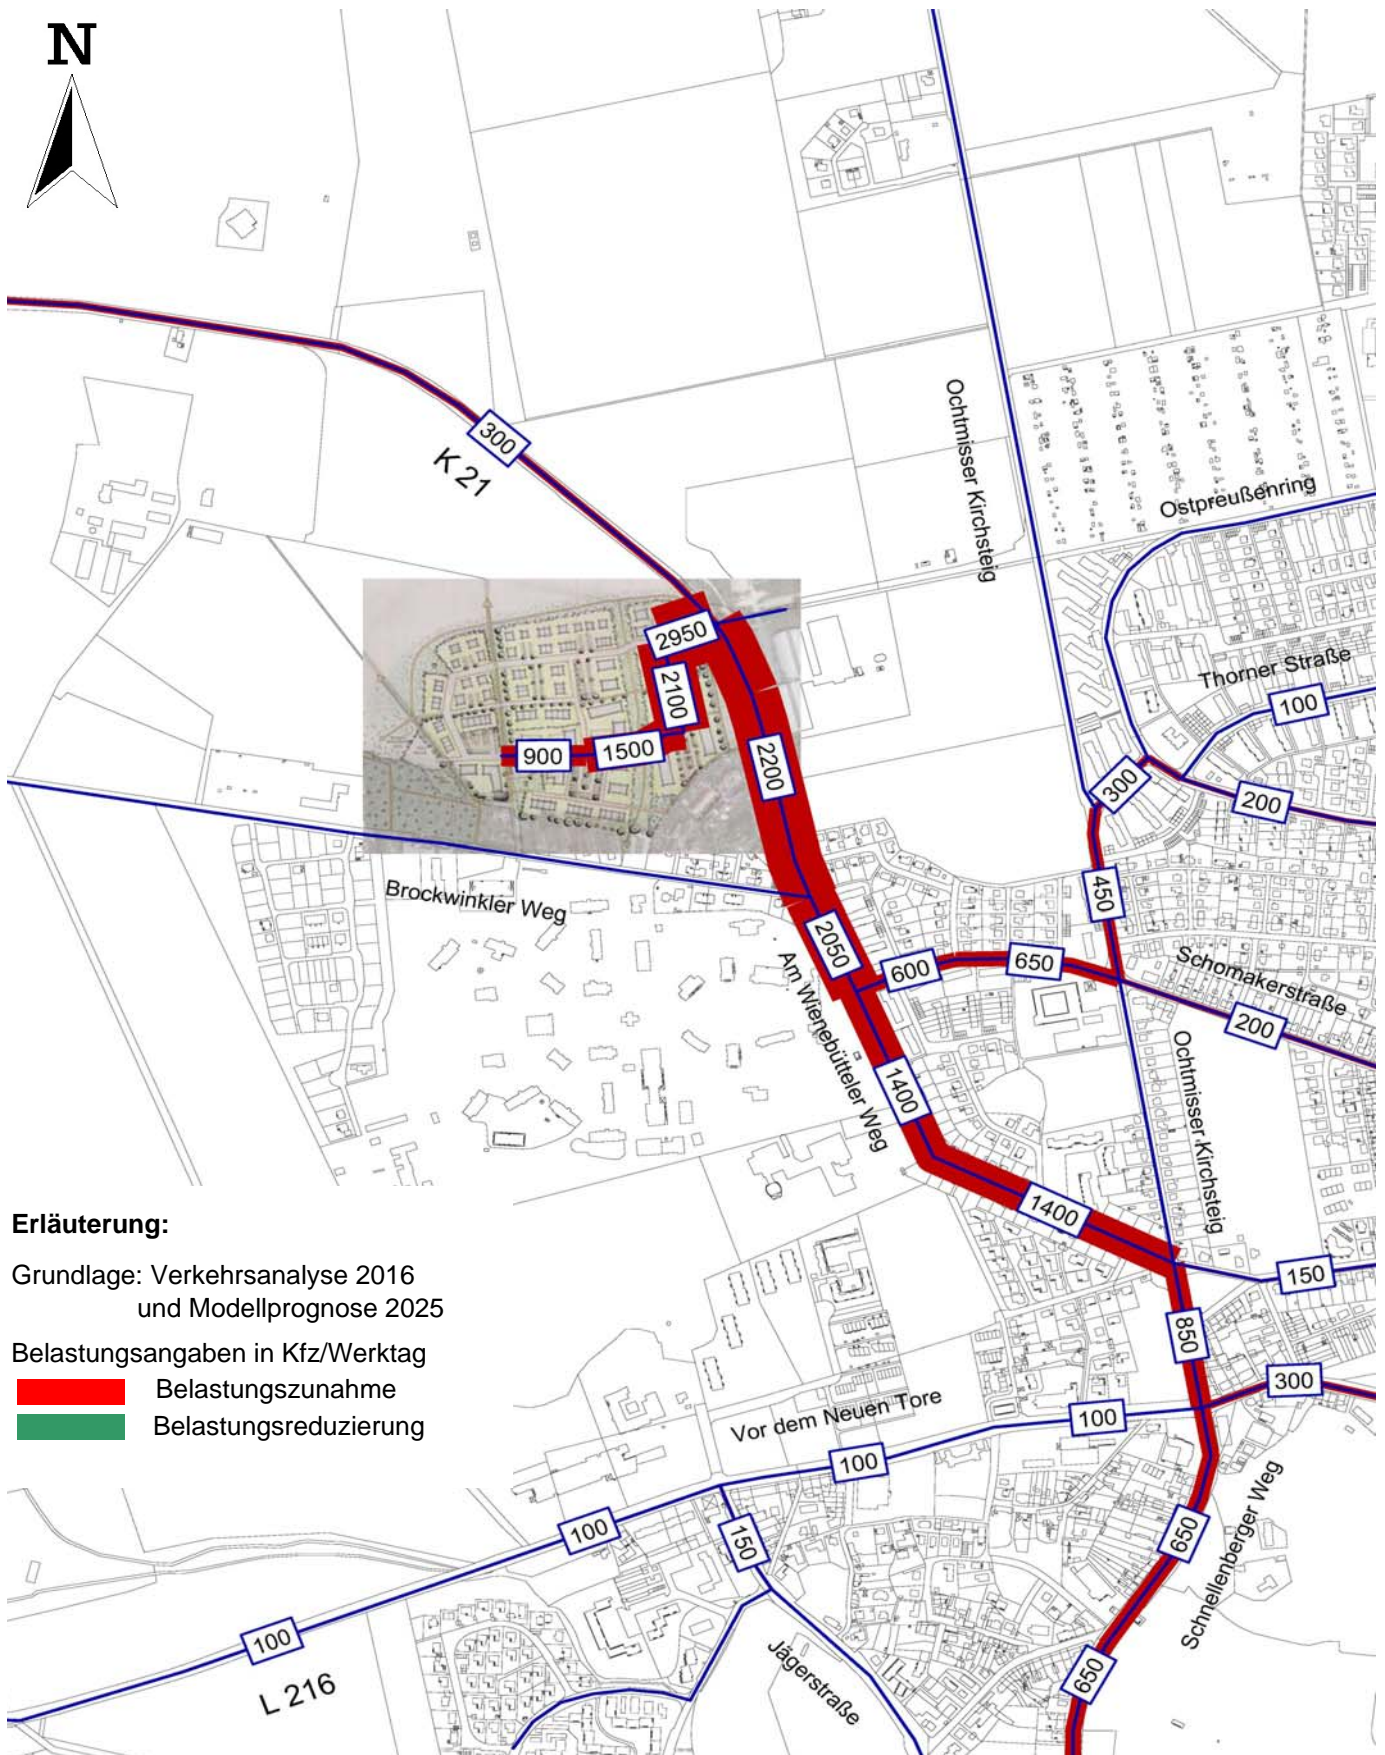 N
300
K 21
Ochtmisser Kirchsteig
Ostpreußenring
2950
2100
Thorner Straße
100
900
1500
2200
300
200
Brockwinkler Weg
450
2050
600
650
Schomakerstraße
200
Am Wienebütteler Weg
1400
Ochtmisser Kirchsteig
1400
150
Erläuterung:
Grundlage: Verkehrsanalyse 2016
und Modellprognose 2025
Belastungsangaben in Kfz/Werktag
Belastungszunahme
Belastungsreduzierung
850
300
Vor dem Neuen Tore
100
100
100
150
650
Schnellenberger Weg
100
L 216
Jägerstraße
650